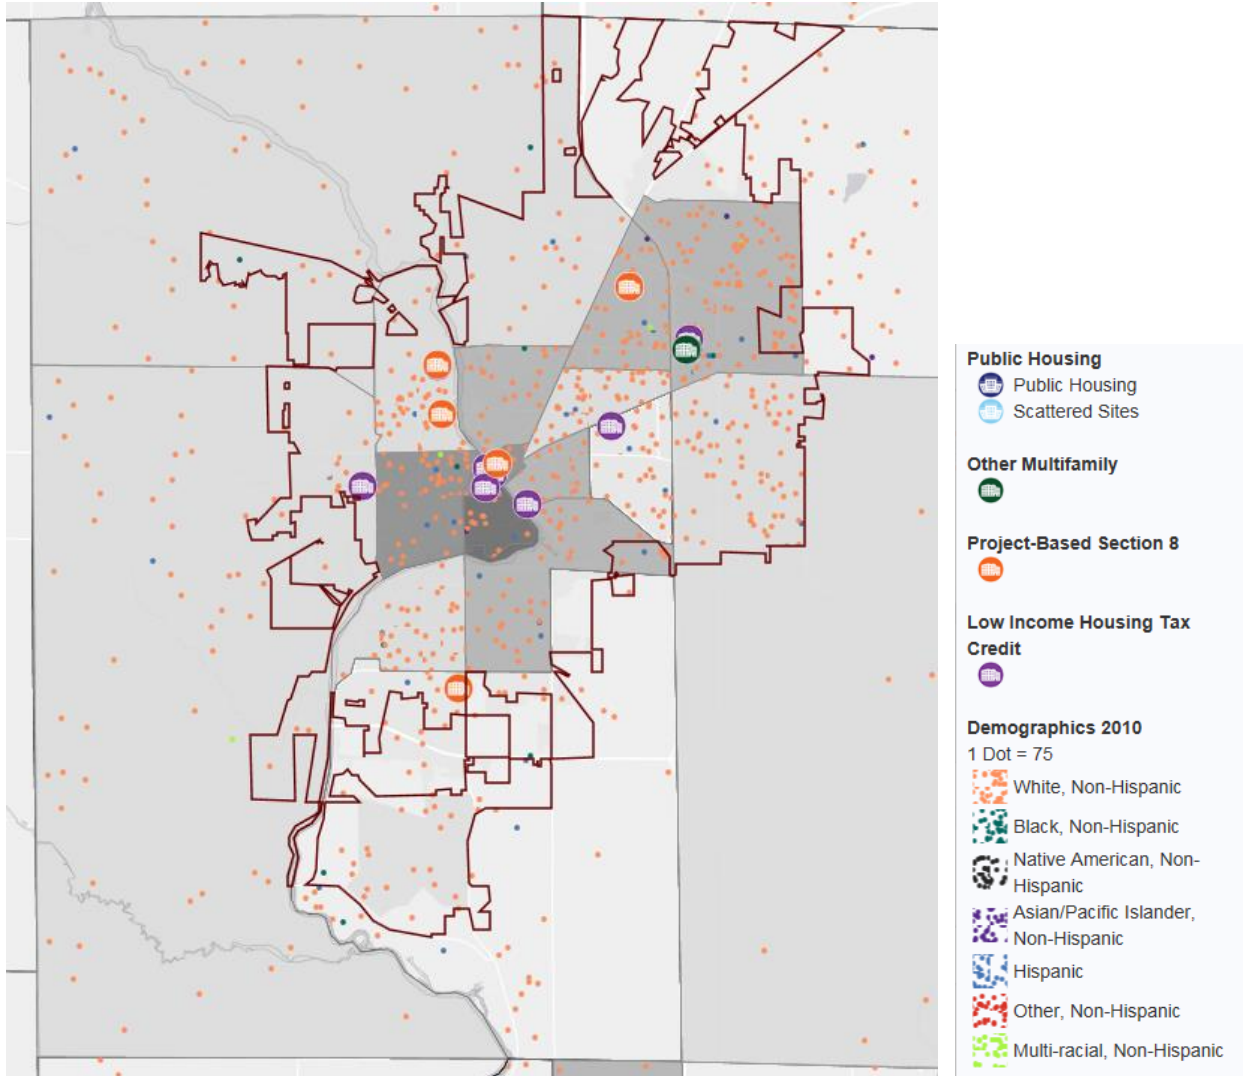 Public Housing
Public Housing
Scattered Sites
Other Multifamily
Project-Based Section 8
Low Income Housing Tax
Credit
Demographics 2010
1 Dot = 75
White, Non-Hispanic
Black, Non-Hispanic
Native American, Non-
Hispanic
Asian/Pacific Islander,
Non-Hispanic
Hispanic
Other, Non-Hispanic
Multi-racial, Non-Hispanic